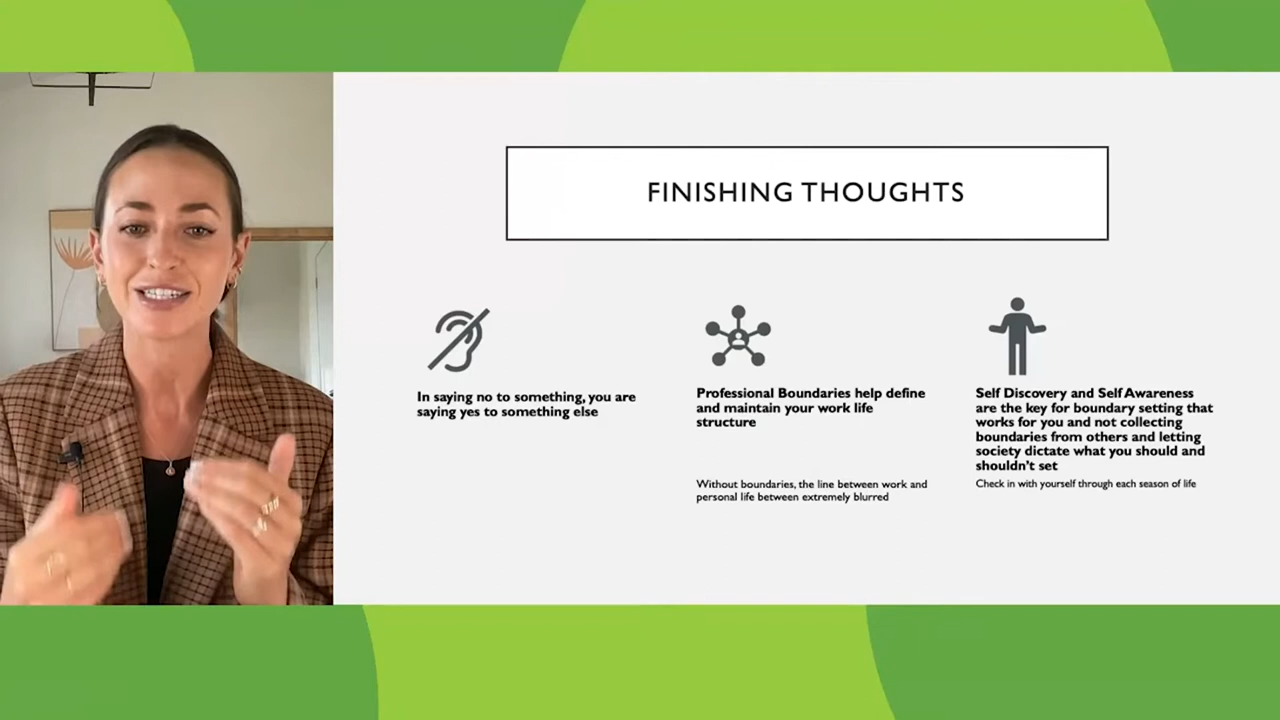 FINISHING THOUGHTS
In saying no to something, you are
saying yes to something else
Professional Boundaries help define
and maintain your work life
structure
Without boundaries, the line between work and
personal life between extremely blurred
Self Discovery and Self Awareness
are the key for boundary setting that
works for you and not collecting
boundaries from others and letting
society dictate what you should and
shouldn't set
Check in with yourself through each season of life